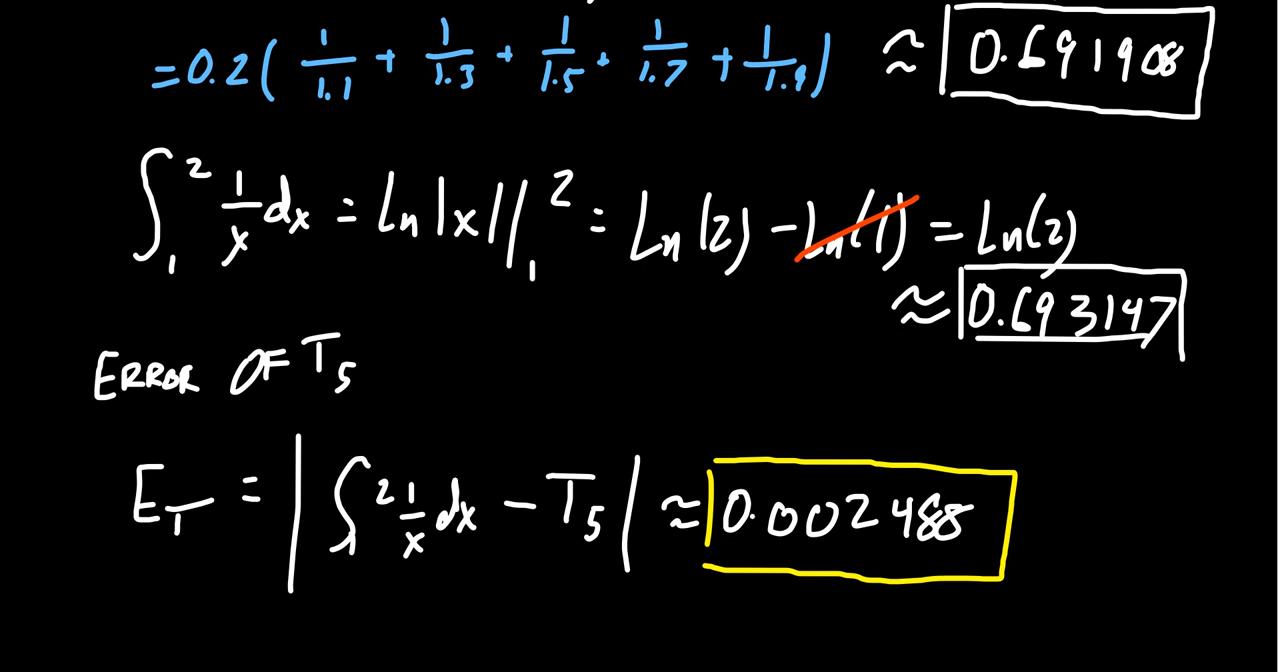 = 0.2 ( 1/1.1 + 1/1.3 + 1/1.5 + 1/1.7 + 1/1.9 ) ≈ 0.691908
∫₁² 1/x dx = Ln |x| |₁² = Ln (2) - Ln (1) = Ln (2)
≈ 0.693147
ERROR OF T₅
E_T = | ∫₁² 1/x dx - T₅ | ≈ 0.002488